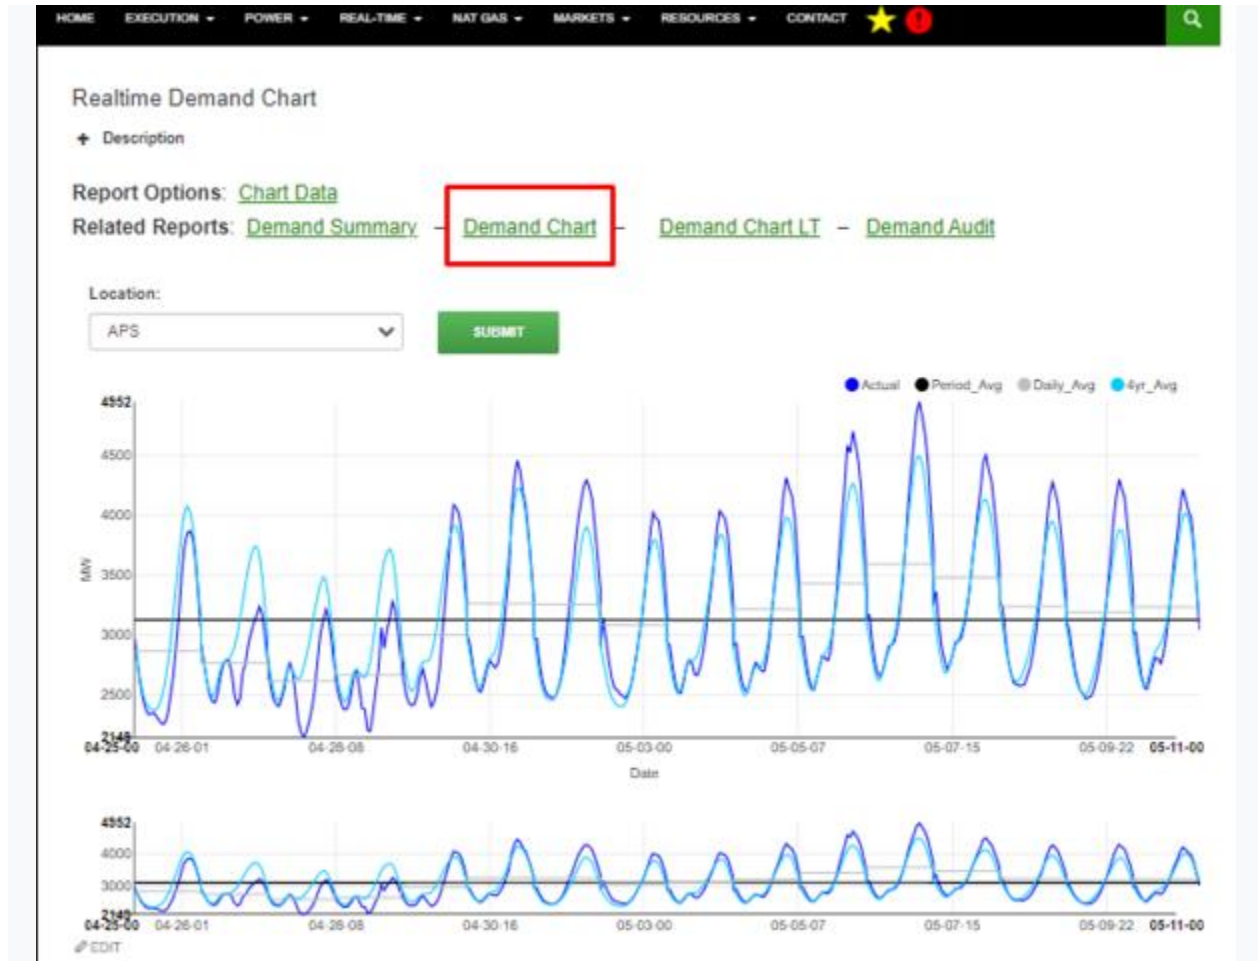 HOME EXECUTION POWER REAL-TIME NAT GAS MARKETS RESOURCES CONTACT
Realtime Demand Chart
+ Description
Report Options: Chart Data
Related Reports: Demand Summary – Demand Chart – Demand Chart LT – Demand Audit
Location:
APS
SUBMIT
Actual Period_Avg Daily_Avg 4yr_Avg
4952
4500
4000
3500
MW
3000
2500
2149
04-25-00 04-26-01 04-28-08 04-30-16 05-03-00 05-05-07 05-07-15 05-09-22 05-11-00
Date
4952
4000
3000
2149
04-25-00 04-26-01 04-28-08 04-30-16 05-03-00 05-05-07 05-07-15 05-09-22 05-11-00
EDIT